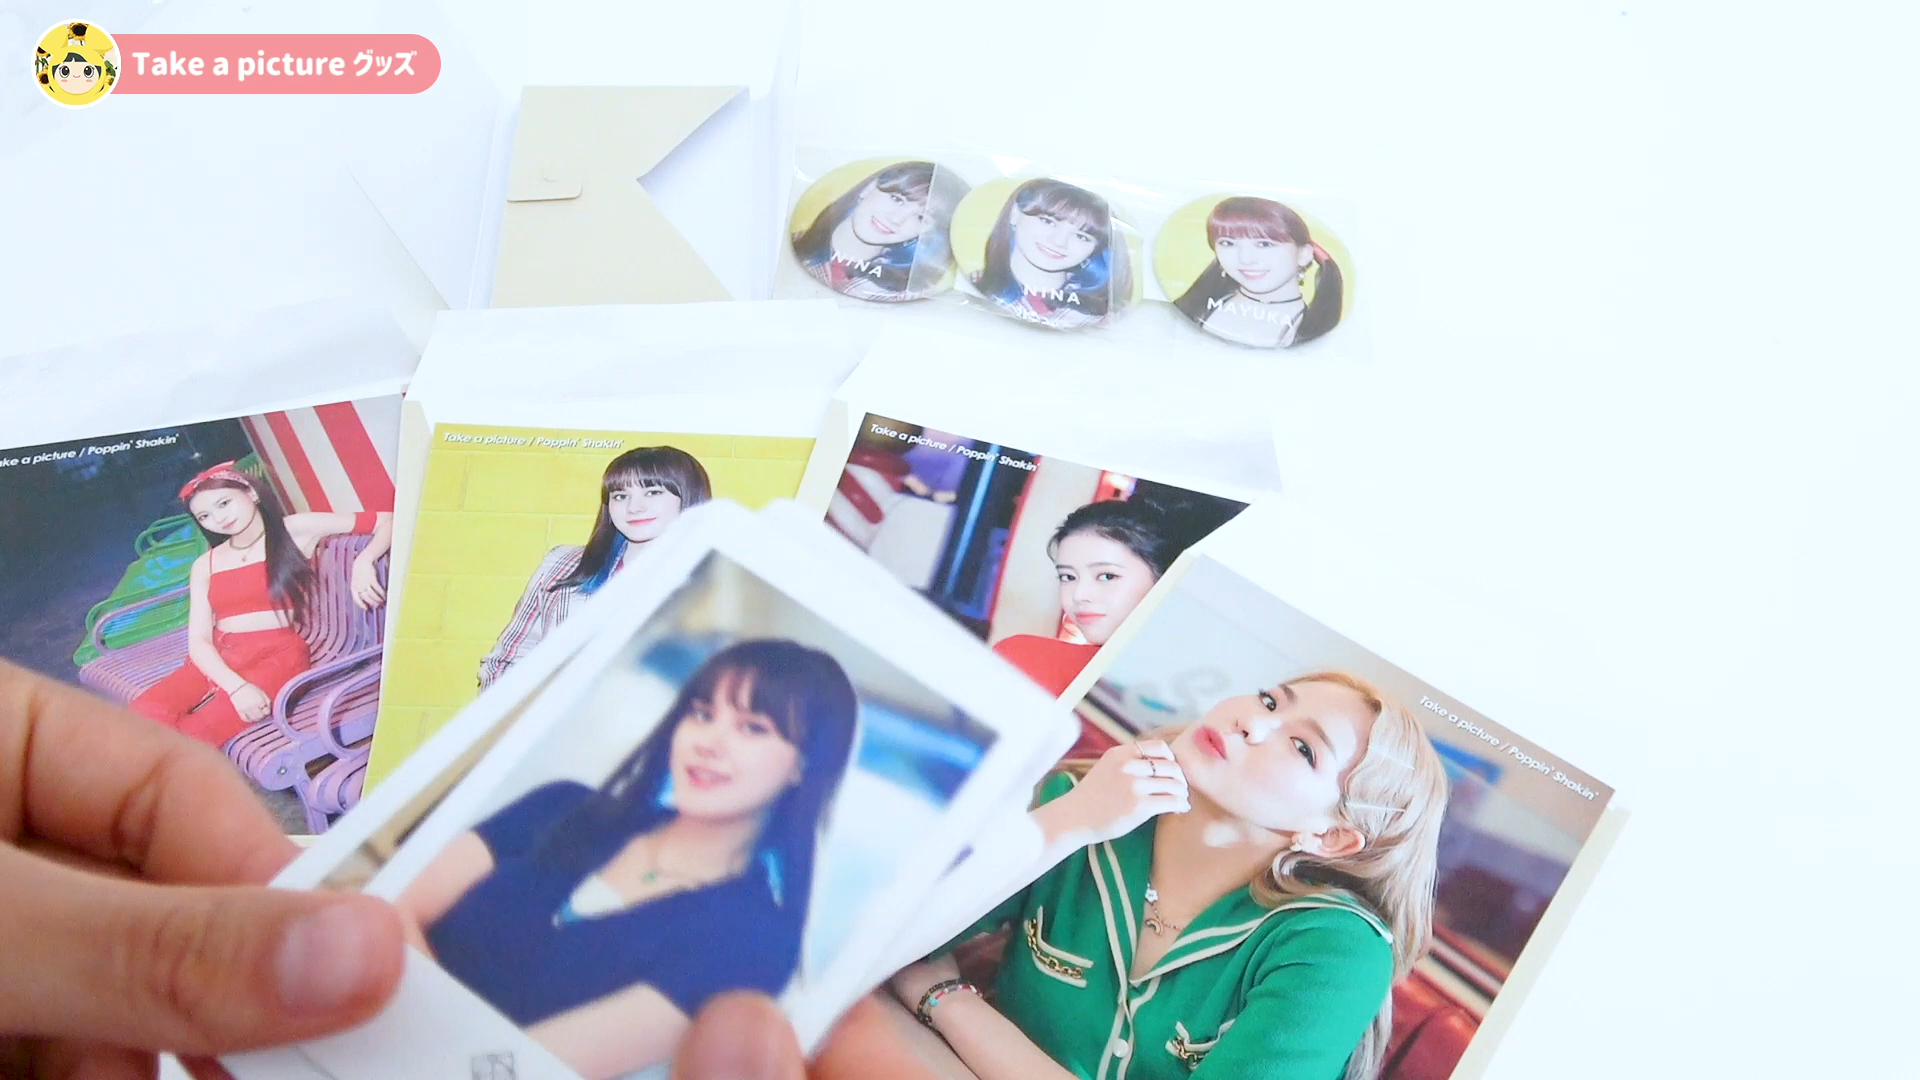 Take a picture グッズ
NINA
NINA
MAYUKA
ke a picture / Poppin' Shakin'
Take a picture / Poppin' Shakin'
Take a picture / Poppin' Shakin'
Take a picture / Poppin' Shakin'